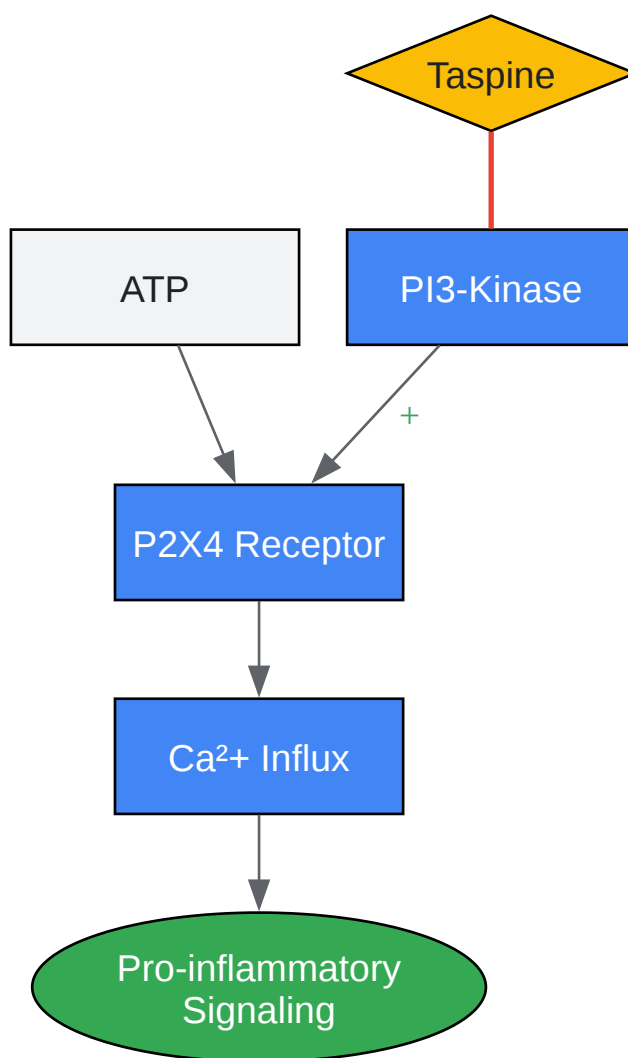 Taspine
ATP
PI3-Kinase
+
P2X4 Receptor
Ca²+ Influx
Pro-inflammatory
Signaling